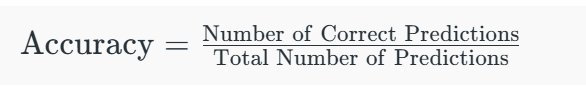 Accuracy = Number of Correct Predictions
Total Number of Predictions